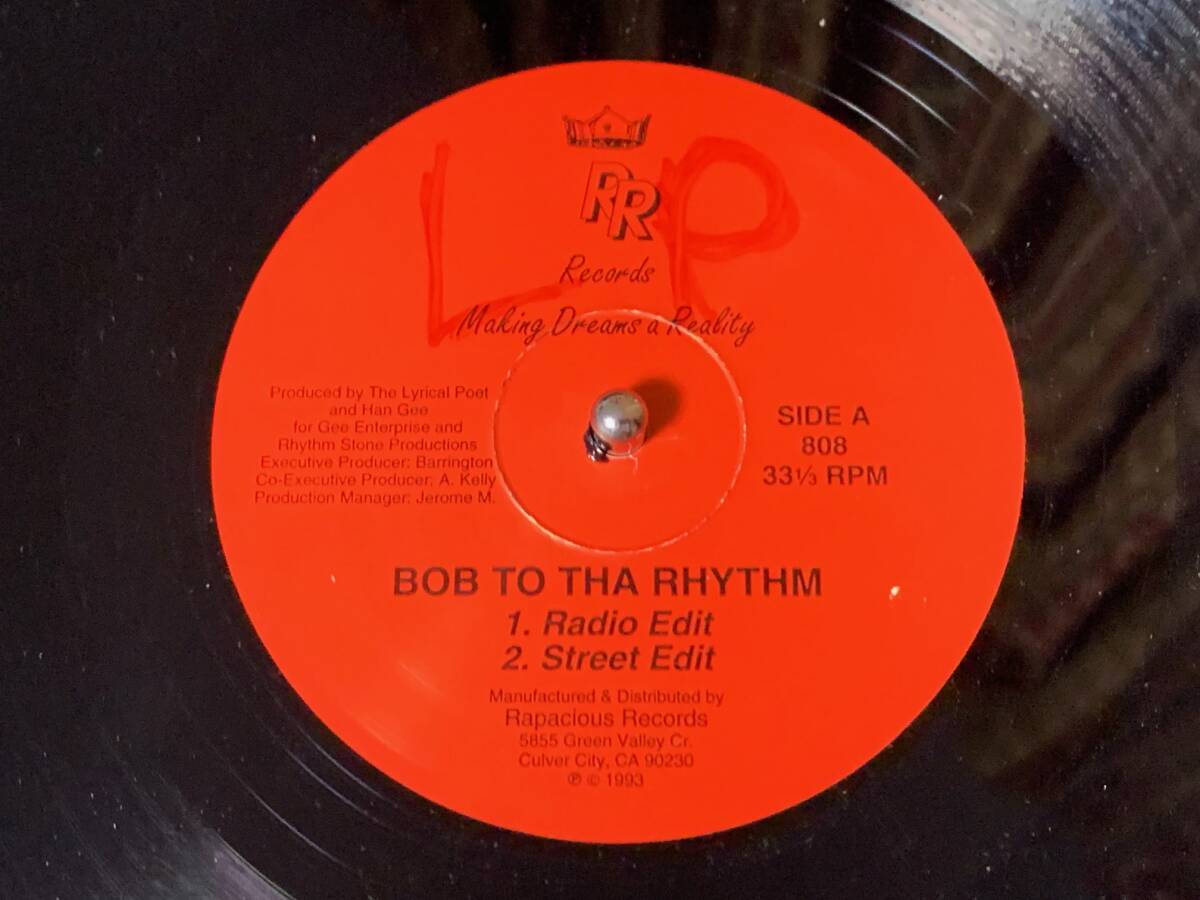 L P
RR
Records
Making Dreams a Reality
Produced by The Lyrical Poet
and Han Gee
for Gee Enterprise and
Rhythm Stone Productions
Executive Producer: Barrington
Co-Executive Producer: A. Kelly
Production Manager: Jerome M.
SIDE A
808
33 1/3 RPM
BOB TO THA RHYTHM
1. Radio Edit
2. Street Edit
Manufactured & Distributed by
Rapacious Records
5855 Green Valley Cr.
Culver City, CA 90230
℗ © 1993